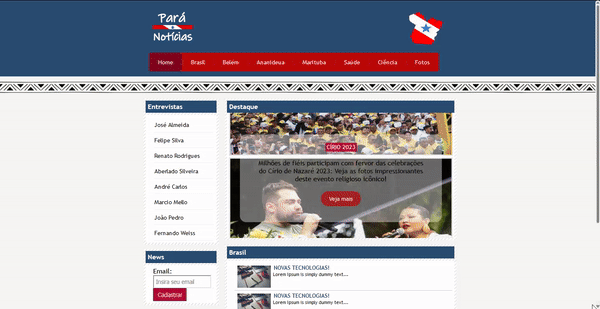 Pará
Notícias
Home
Brasil
Belém
Ananideua
Marituba
Saúde
Ciência
Fotos
Entrevistas
José Almeida
Felipe Silva
Renato Rodrigues
Aberlado Silveira
André Carlos
Marcio Mello
João Pedro
Fernando Weiss
News
Email:
Insira seu email
Cadastrar
Destaque
CÍRIO 2023
Milhões de fiéis participam com fervor das celebrações
do Círio de Nazaré 2023: Veja as fotos impressionantes
deste evento religioso icônico!
Veja mais
Brasil
NOVAS TECNOLOGIAS!
Lorem Ipsum is simply dummy text...
NOVAS TECNOLOGIAS!
Lorem Ipsum is simply dummy text...